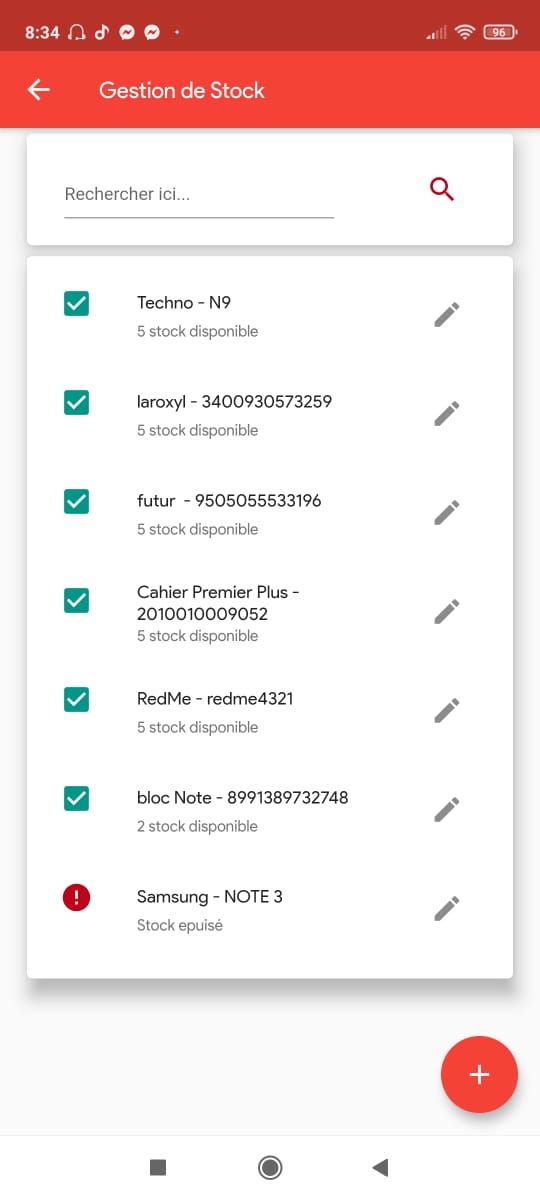 8:34
96
Gestion de Stock
Rechercher ici...
Techno - N9
5 stock disponible
laroxyl - 3400930573259
5 stock disponible
futur  - 9505055533196
5 stock disponible
Cahier Premier Plus -
2010010009052
5 stock disponible
RedMe - redme4321
5 stock disponible
bloc Note - 8991389732748
2 stock disponible
Samsung - NOTE 3
Stock epuisé